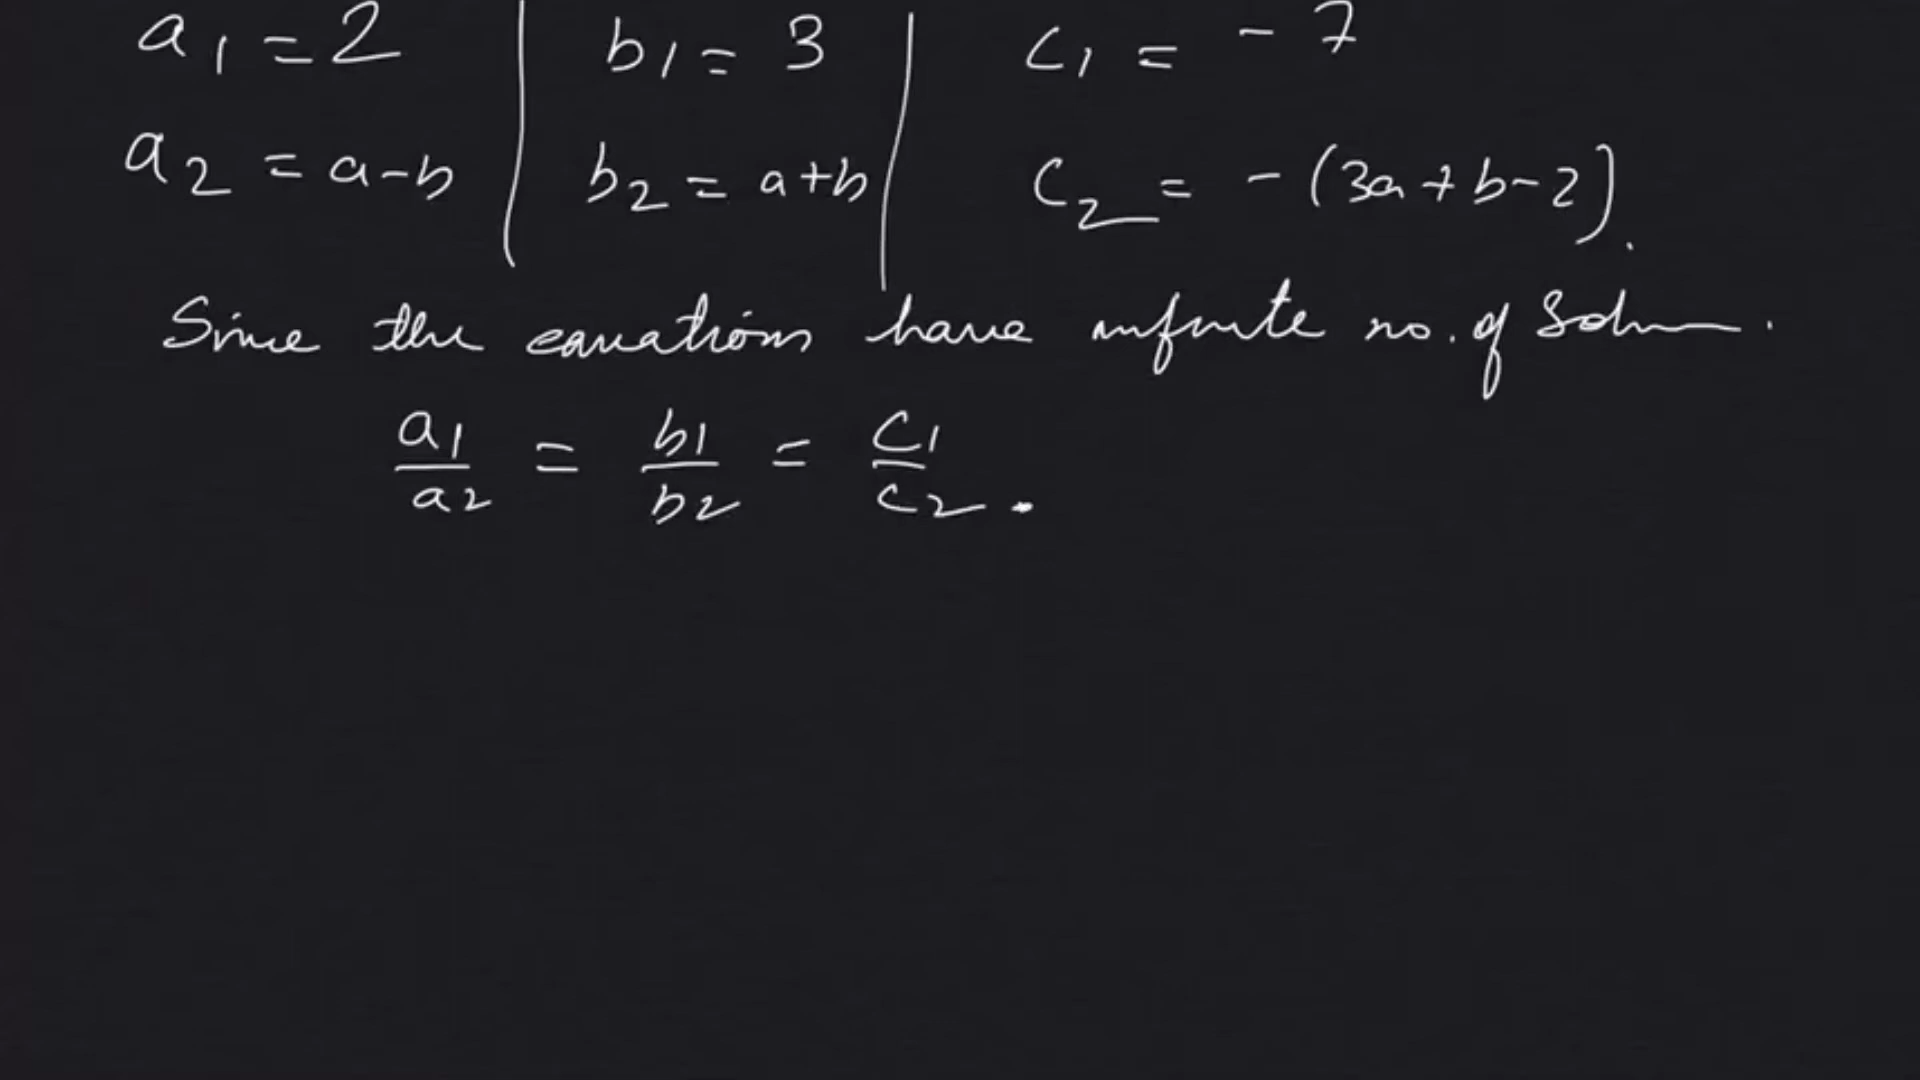 a₁ = 2 | b₁ = 3 | c₁ = - 7
a₂ = a-b | b₂ = a+b | c₂ = - (3a + b - 2).
Since the equations have infinite no. of Soln.
a₁/a₂ = b₁/b₂ = c₁/c₂.